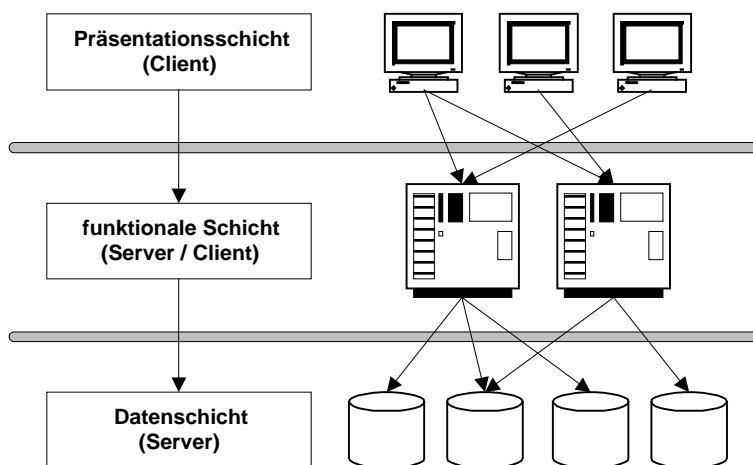 Präsentationsschicht
(Client)
funktionale Schicht
(Server / Client)
Datenschicht
(Server)